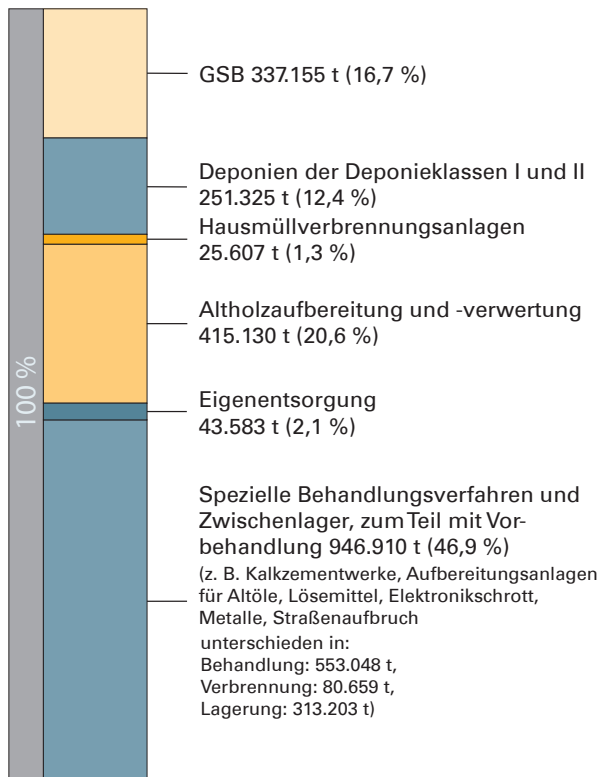 GSB 337.155 t (16,7 %)
Deponien der Deponieklassen I und II
251.325 t (12,4 %)
Hausmüllverbrennungsanlagen
25.607 t (1,3 %)
Altholzaufbereitung und -verwertung
415.130 t (20,6 %)
100 %
Eigenentsorgung
43.583 t (2,1 %)
Spezielle Behandlungsverfahren und
Zwischenlager, zum Teil mit Vor-
behandlung 946.910 t (46,9 %)
(z. B. Kalkzementwerke, Aufbereitungsanlagen
für Altöle, Lösemittel, Elektronikschrott,
Metalle, Straßenaufbruch
unterschieden in:
Behandlung: 553.048 t,
Verbrennung: 80.659 t,
Lagerung: 313.203 t)